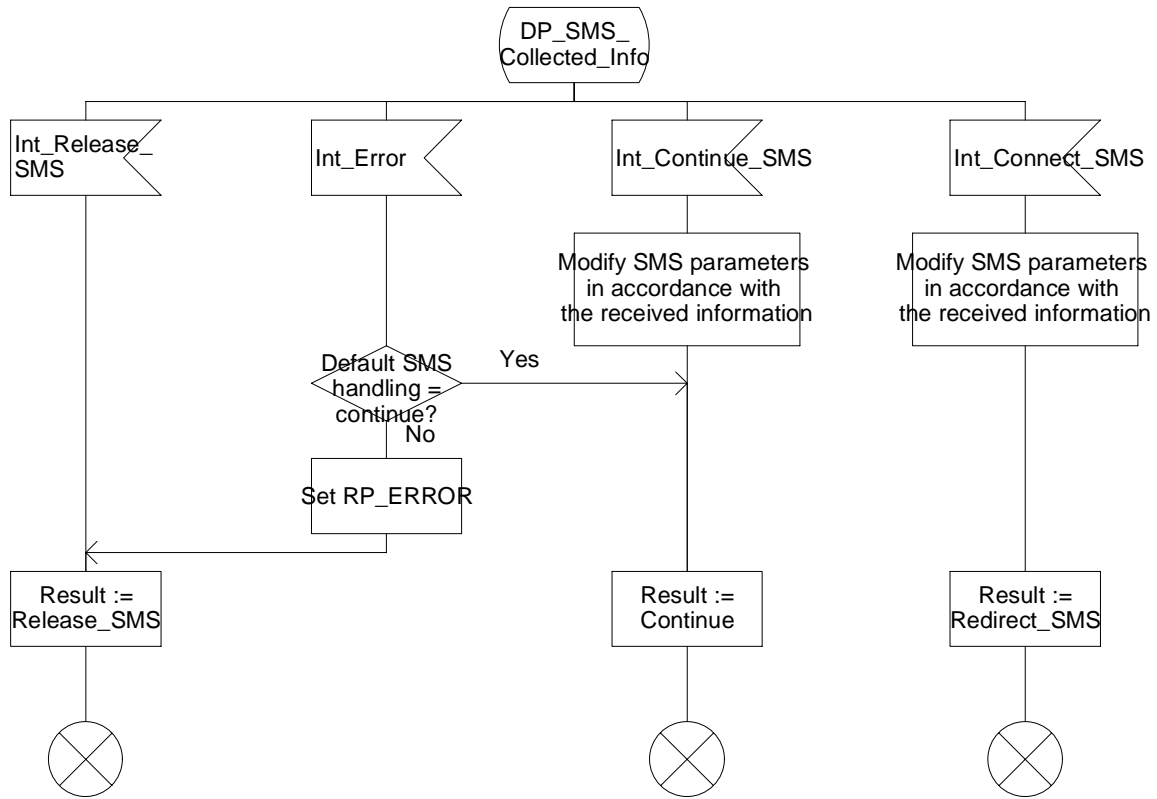 DP_SMS_
Collected_Info
Int_Release_
SMS
Int_Error
Int_Continue_SMS
Int_Connect_SMS
Modify SMS parameters
in accordance with
the received information
Modify SMS parameters
in accordance with
the received information
Default SMS
handling =
continue?
Yes
No
Set RP_ERROR
Result :=
Release_SMS
Result :=
Continue
Result :=
Redirect_SMS